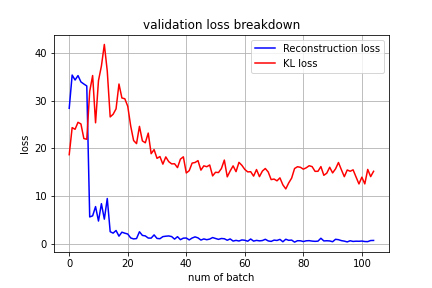 validation loss breakdown
Reconstruction loss
KL loss
40
30
20
10
0
loss
0
20
40
60
80
100
num of batch